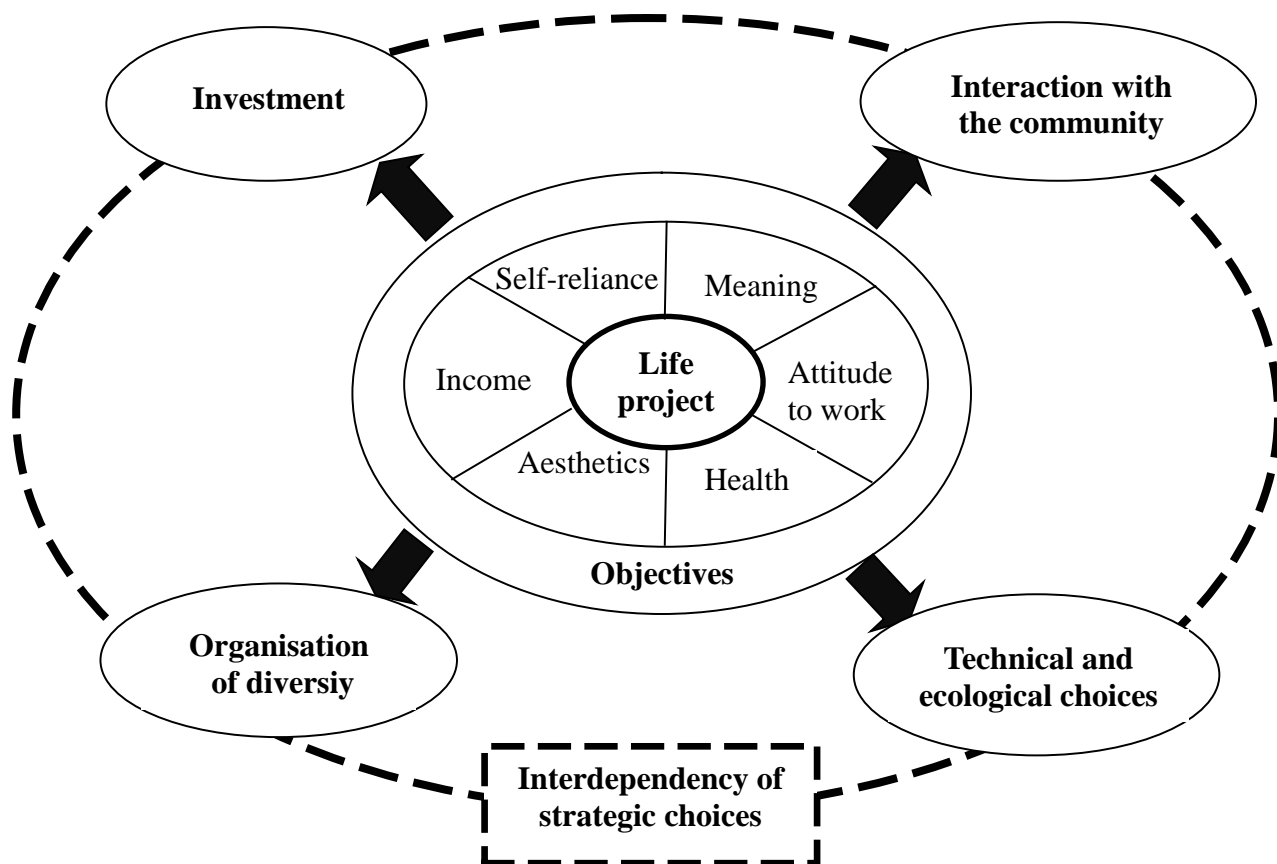 Investment
Interaction with
the community
Self-reliance
Meaning
Income
Life
project
Attitude
to work
Aesthetics
Health
Objectives
Organisation
of diversiy
Technical and
ecological choices
Interdependency of
strategic choices